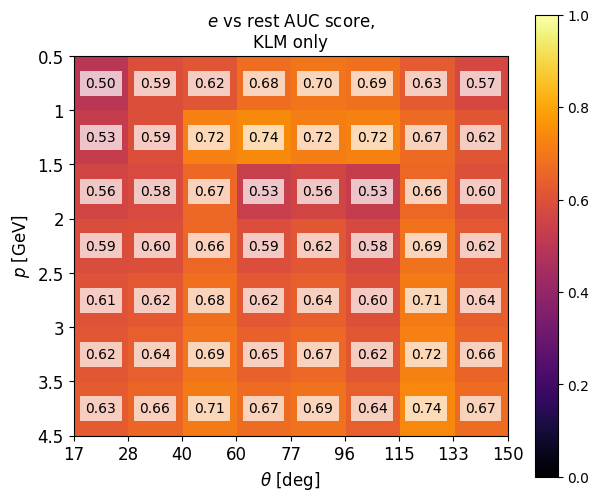 e vs rest AUC score,
KLM only
p [GeV]
0.5
1
1.5
2
2.5
3
3.5
4.5
0.50 0.59 0.62 0.68 0.70 0.69 0.63 0.57
0.53 0.59 0.72 0.74 0.72 0.72 0.67 0.62
0.56 0.58 0.67 0.53 0.56 0.53 0.66 0.60
0.59 0.60 0.66 0.59 0.62 0.58 0.69 0.62
0.61 0.62 0.68 0.62 0.64 0.60 0.71 0.64
0.62 0.64 0.69 0.65 0.67 0.62 0.72 0.66
0.63 0.66 0.71 0.67 0.69 0.64 0.74 0.67
17 28 40 60 77 96 115 133 150
θ [deg]
1.0
0.8
0.6
0.4
0.2
0.0